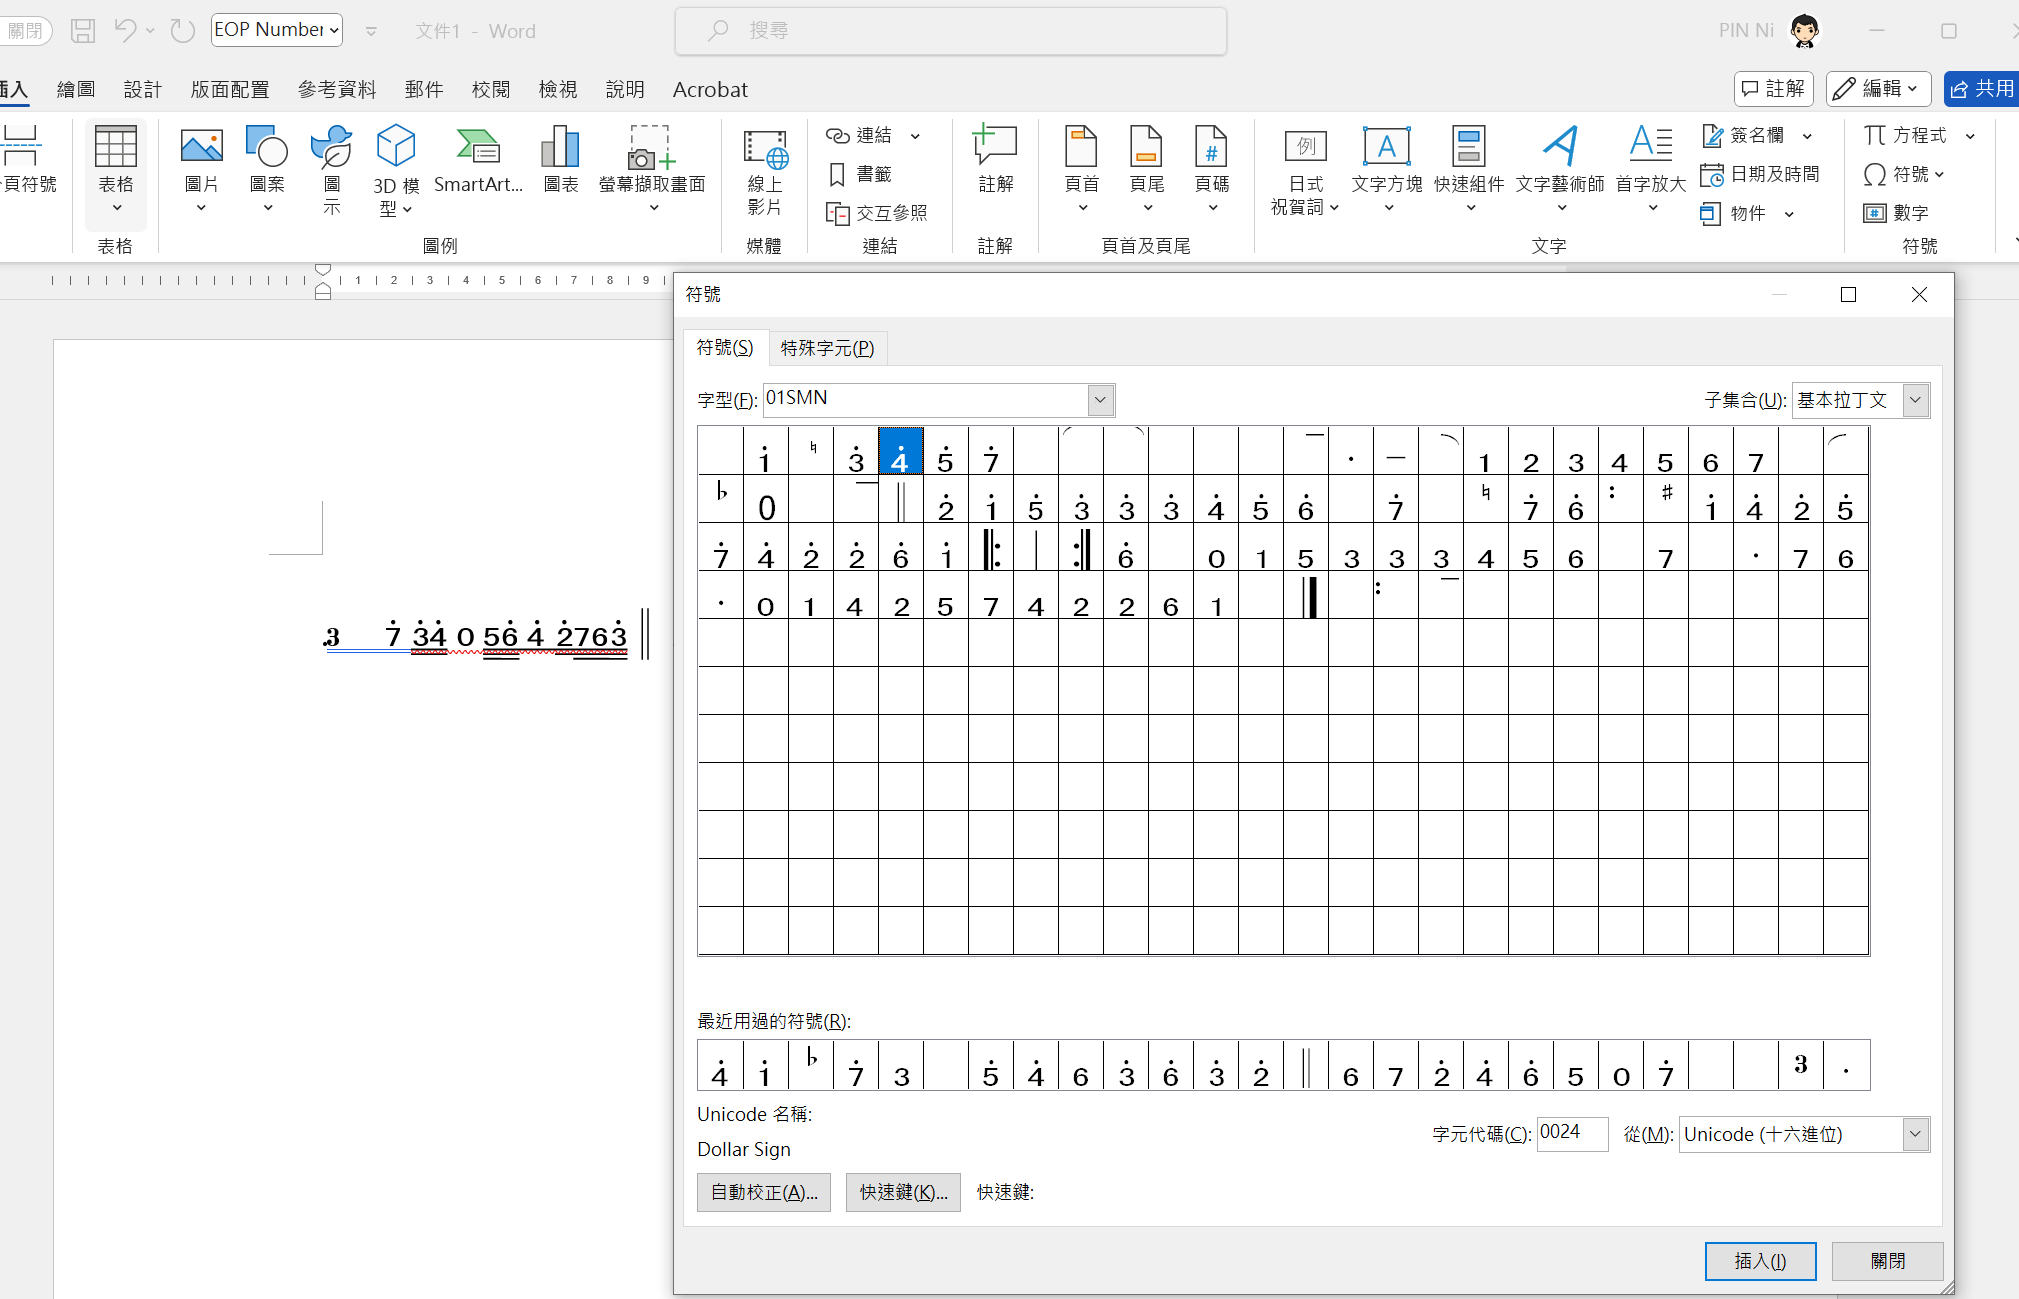 關閉 EOP Number 文件1 - Word 搜尋 PIN Ni
插入 繪圖 設計 版面配置 參考資料 郵件 校閱 檢視 說明 Acrobat 註解 編輯 共用
頁符號 表格 圖片 圖案 圖示 3D 模型 SmartArt... 圖表 螢幕擷取畫面 線上影片 連結 書籤 交互參照 註解 頁首 頁尾 頁碼 日式祝賀詞 文字方塊 快速組件 文字藝術師 首字放大 簽名欄 日期及時間 物件 方程式 符號 數字
表格 圖例 媒體 連結 註解 頁首及頁尾 文字 符號
1 2 3 4 5 6 7 8 9
.3 7̇ 3̇4̇ 0 56̇ 4̇ 2̇763̇
符號
符號(S) 特殊字元(P)
字型(F): 01SMN 子集合(U): 基本拉丁文
1̇ ♮ 3̇ 4̇ 5̇ 7̇ · — 1 2 3 4 5 6 7
♭ 0 2̇ 1̇ 5̇ 3̇ 3̇ 3̇ 4̇ 5̇ 6̇ 7̇ ♮ 7̇ 6̇ : ♯ 1̇ 4̇ 2̇ 5̇
7̇ 4̇ 2̇ 2̇ 6̇ 1̇ 𝄆 | 𝄇 6̇ 0 1 5 3 3 3 4 5 6 7 · 7 6
· 0 1 4 2 5 7 4 2 2 6 1 :
最近用過的符號(R):
4̇ 1̇ ♭ 7̇ 3 5̇ 4̇ 6 3̇ 6̇ 3̇ 2̇ 6 7 2̇ 4̇ 6̇ 5 0 7̇ 3 .
Unicode 名稱:
Dollar Sign
字元代碼(C): 0024 從(M): Unicode (十六進位)
自動校正(A)... 快速鍵(K)... 快速鍵:
插入(I) 關閉